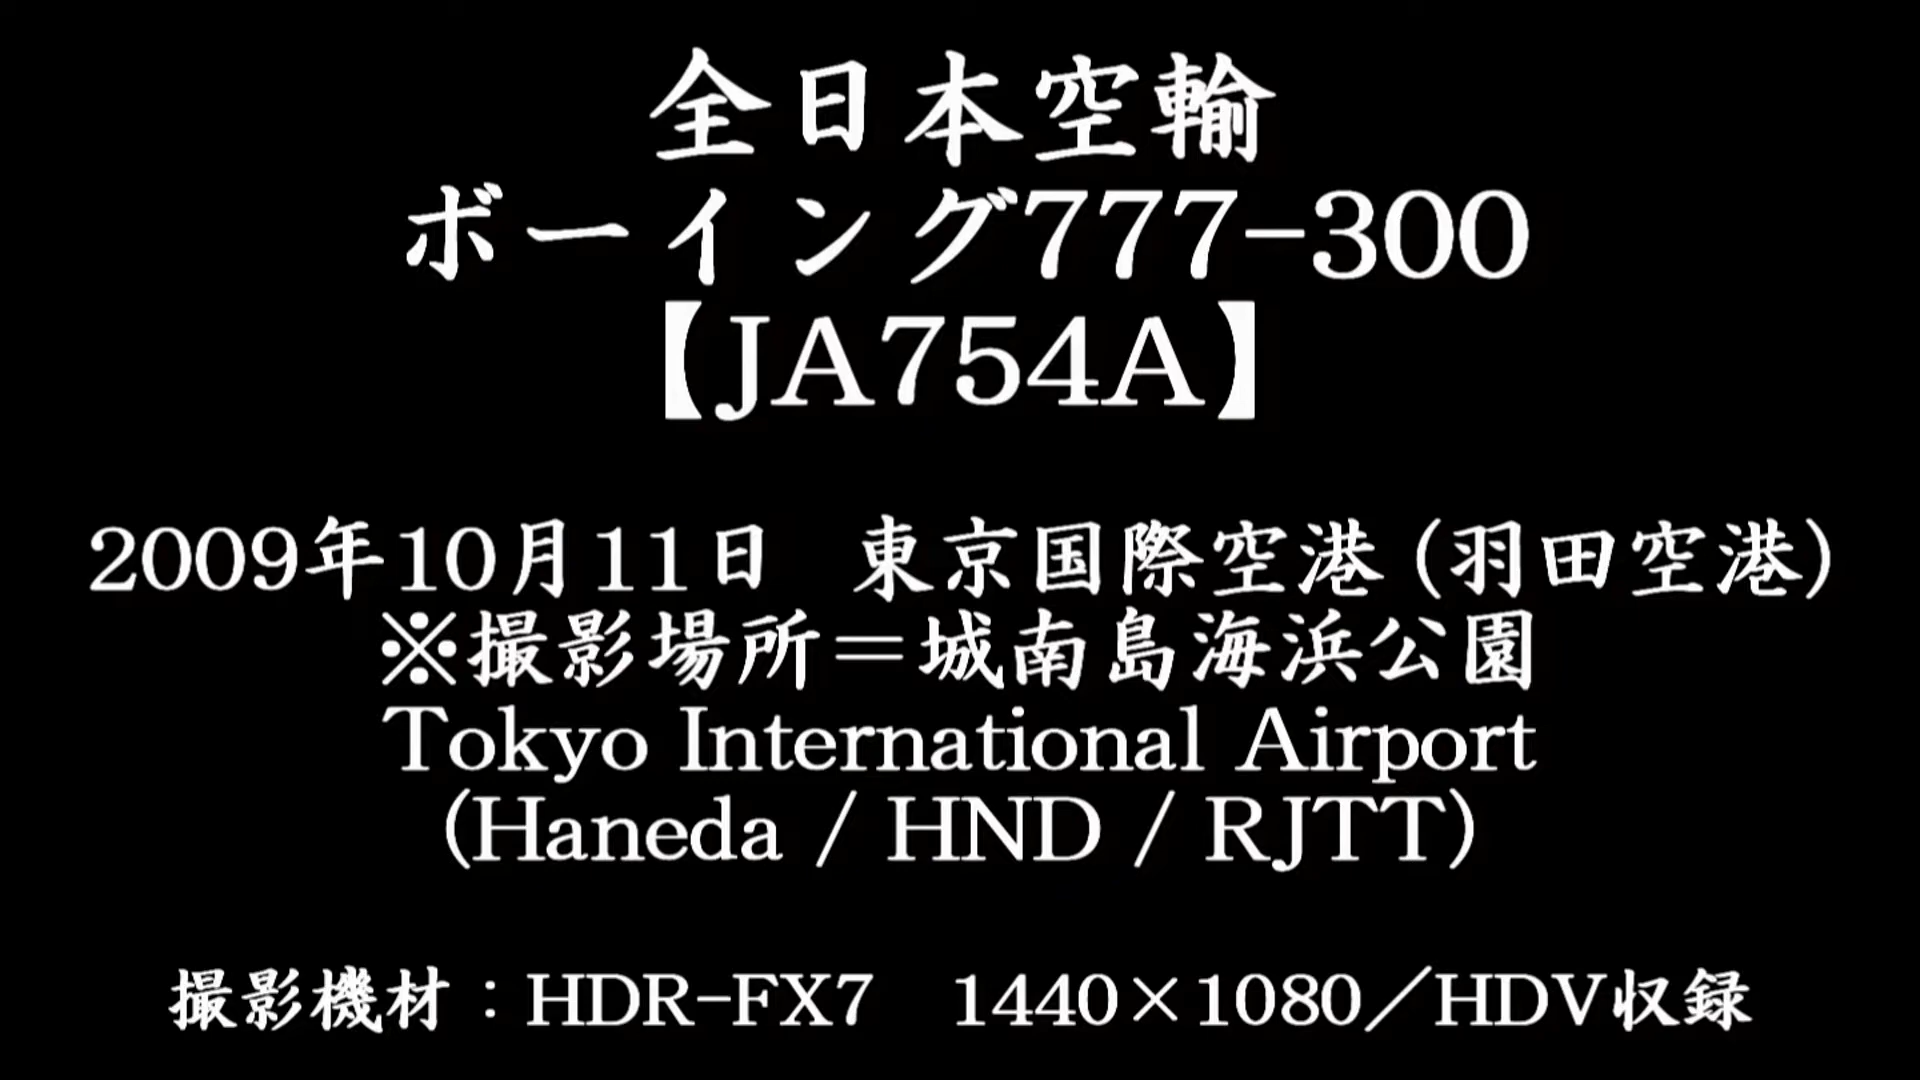 全日本空輸
ボーイング777-300
【JA754A】
2009年10月11日　東京国際空港(羽田空港)
※撮影場所＝城南島海浜公園
Tokyo International Airport
(Haneda / HND / RJTT)
撮影機材：HDR-FX7　1440×1080／HDV収録